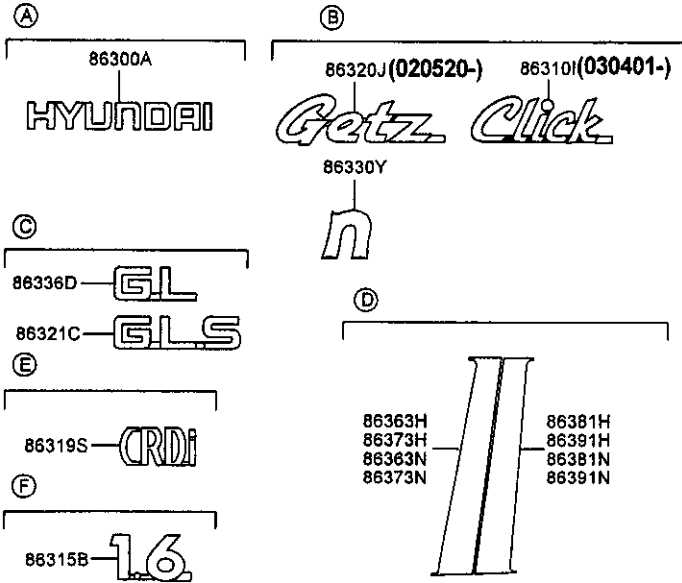 A
86300A
HYUNDAI
B
86320J(020520-)
86310I(030401-)
Getz
Click
86330Y
n
C
86336D
GL
86321C
GLS
E
86319S
CRDi
F
86315B
1.6
D
86363H
86373H
86363N
86373N
86381H
86391H
86381N
86391N